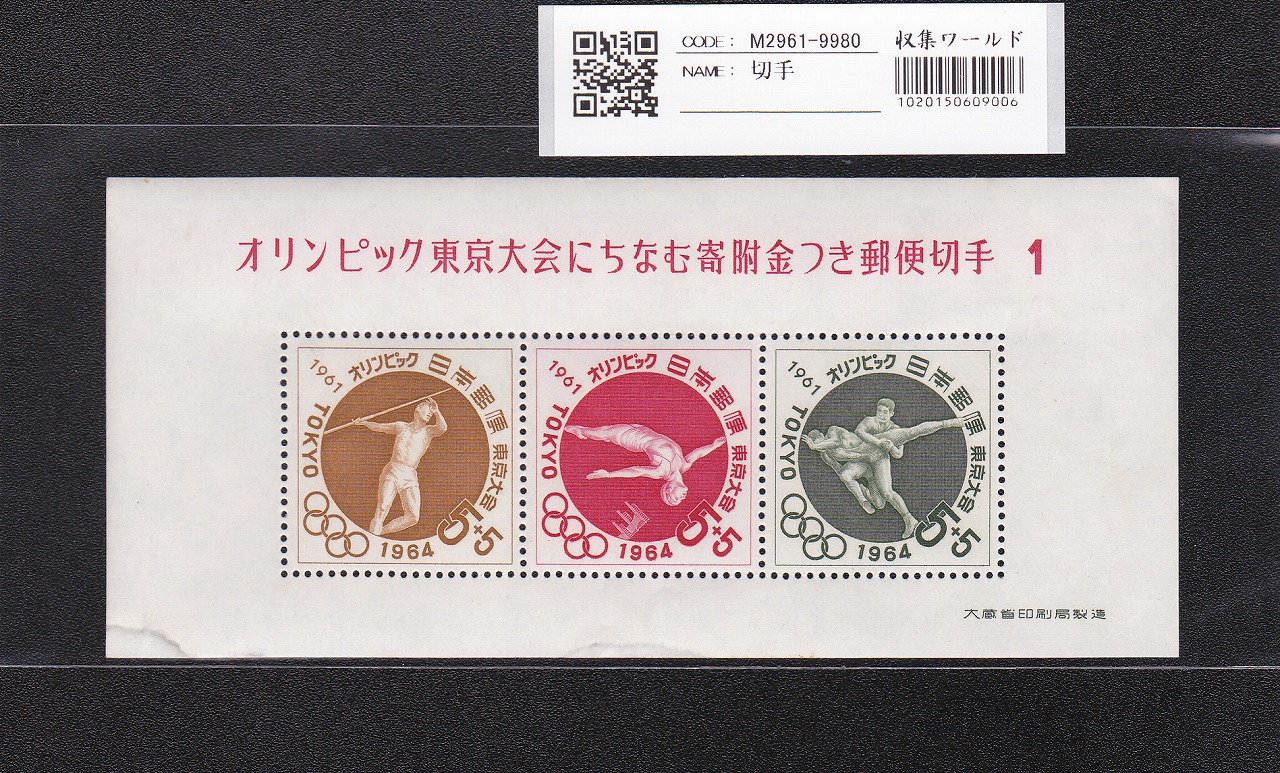 CODE： M2961-9980
収集ワールド
NAME： 切手
1020150609006
オリンピック東京大会にちなむ寄附金つき郵便切手 1
1961 オリンピック 日本郵便 東京大会
TOKYO 1964 5+5
1961 オリンピック 日本郵便 東京大会
TOKYO 1964 5+5
1961 オリンピック 日本郵便 東京大会
TOKYO 1964 5+5
大蔵省印刷局製造